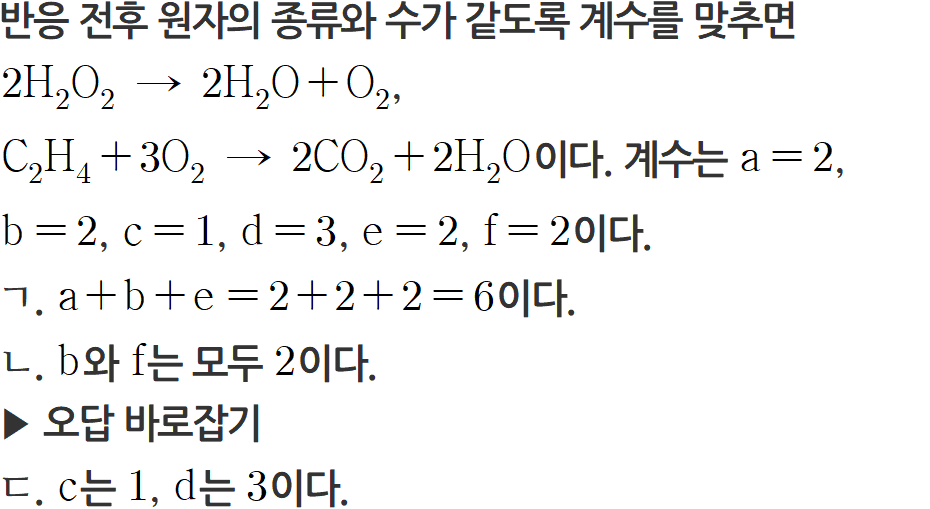 반응 전후 원자의 종류와 수가 같도록 계수를 맞추면
2H₂O₂ → 2H₂O+O₂,
C₂H₄+3O₂ → 2CO₂+2H₂O이다. 계수는 a=2,
b=2, c=1, d=3, e=2, f=2이다.
ㄱ. a+b+e=2+2+2=6이다.
ㄴ. b와 f는 모두 2이다.
▶ 오답 바로잡기
ㄷ. c는 1, d는 3이다.